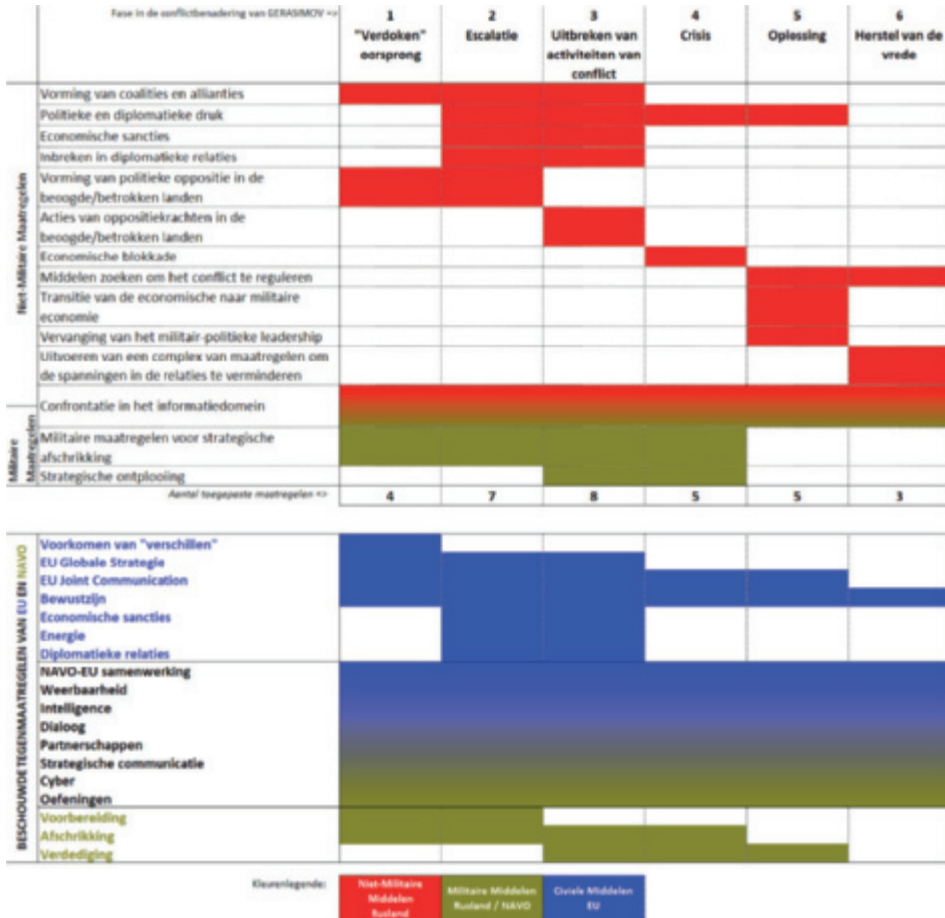 Fase in de conflictbenadering van GERASIMOV =>
1 2 3 4 5 6
"Verdoken" oorsprong
Escalatie
Uitbreken van activiteiten van conflict
Crisis
Oplossing
Herstel van de vrede
Niet-Militaire Maatregelen
Vorming van coalities en allianties
Politieke en diplomatieke druk
Economische sancties
Inbreken in diplomatieke relaties
Vorming van politieke oppositie in de
beoogde/betrokken landen
Acties van oppositiekrachten in de
beoogde/betrokken landen
Economische blokkade
Middelen zoeken om het conflict te reguleren
Transitie van de economische naar militaire
economie
Vervanging van het militair-politieke leadership
Uitvoeren van een complex van maatregelen om
de spanningen in de relaties te verminderen
Confrontatie in het informatiedomein
Militaire
Maatregelen
Militaire maatregelen voor strategische
afschrikking
Strategische ontplooiing
Aantal toegepaste maatregelen => 4 7 8 5 5 3
BESCHOUWDE TEGENMAATREGELEN VAN EU EN NAVO
Voorkomen van "verschillen"
EU Globale Strategie
EU Joint Communication
Bewustzijn
Economische sancties
Energie
Diplomatieke relaties
NAVO-EU samenwerking
Weerbaarheid
Intelligence
Dialoog
Partnerschappen
Strategische communicatie
Cyber
Oefeningen
Voorbereiding
Afschrikking
Verdediging
Kleurenlegende:
Niet-Militaire
Middelen
Rusland
Militaire Middelen
Rusland / NAVO
Civiele Middelen
EU